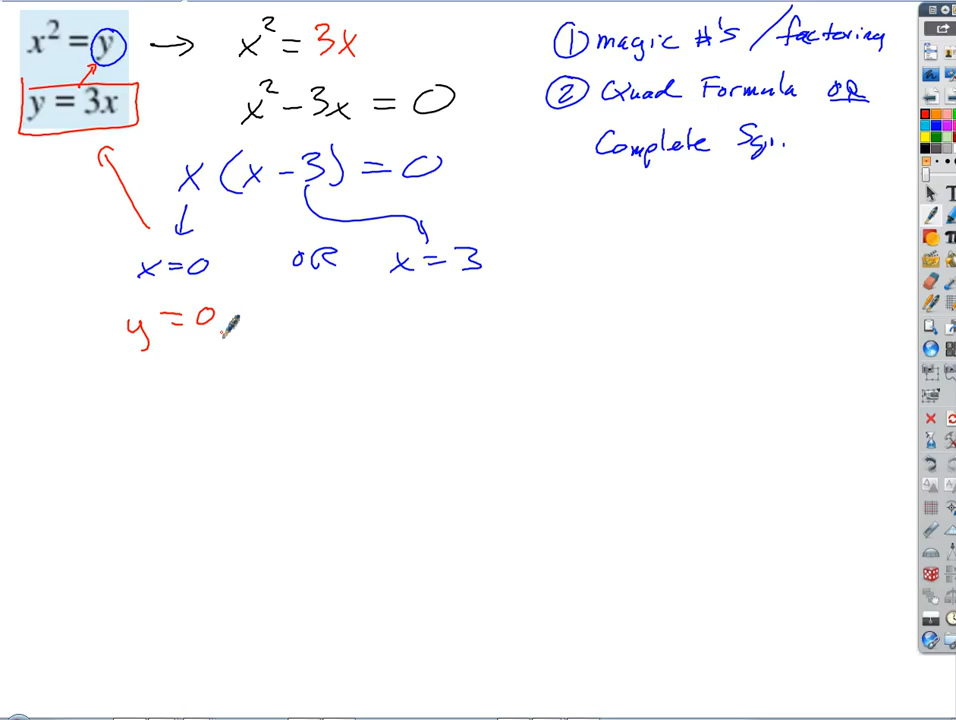 x² = y → x² = 3x
y = 3x
x² - 3x = 0
x (x - 3) = 0
x = 0 OR x = 3
y = 0
① magic #'s / factoring
② Quad Formula OR
Complete Sqr.